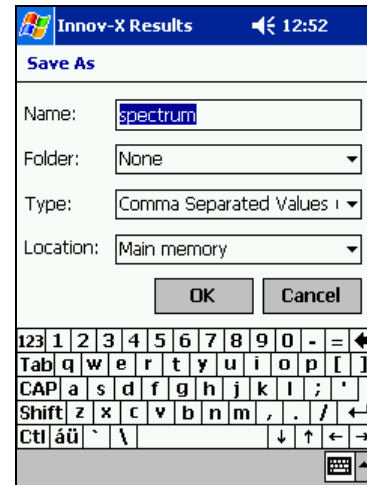 Innov-X Results 12:52
Save As
Name: spectrum
Folder: None
Type: Comma Separated Values
Location: Main memory
OK Cancel
123 1 2 3 4 5 6 7 8 9 0 - =
Tab q w e r t y u i o p [ ]
CAP a s d f g h j k l ; '
Shift z x c v b n m , . /
Ctl áü ` \ ↓ ↑ ← →